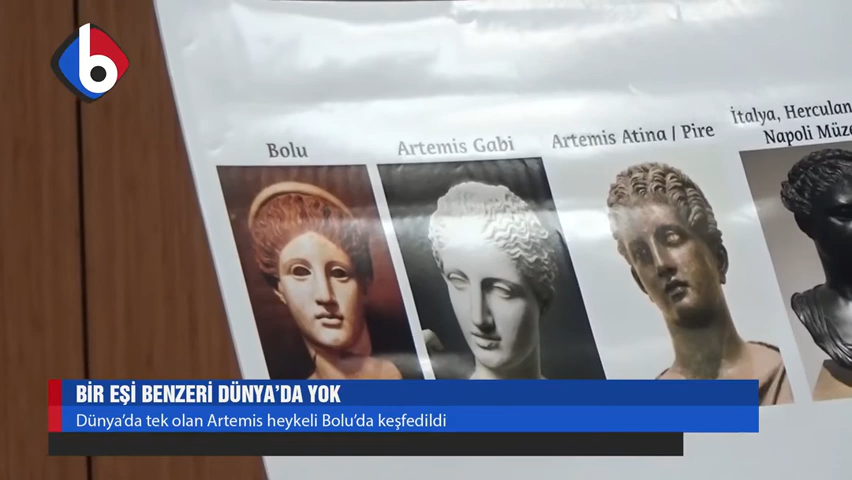 b
Bolu
Artemis Gabi
Artemis Atina / Pire
İtalya, Herculan
Napoli Müze
BİR EŞİ BENZERİ DÜNYA'DA YOK
Dünya'da tek olan Artemis heykeli Bolu'da keşfedildi